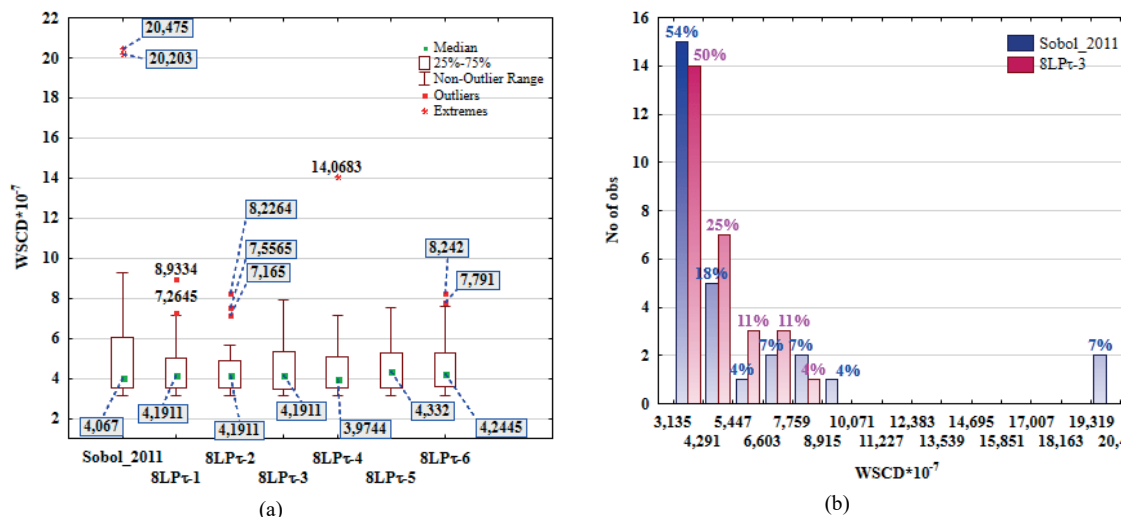 22
20
18
16
14
12
10
8
6
4
2
WSCD*10⁻⁷
20,475
20,203
Median
25%-75%
Non-Outlier Range
Outliers
Extremes
14,0683
8,9334
7,2645
8,2264
7,5565
7,165
8,242
7,791
4,067
4,1911
4,1911
4,1911
3,9744
4,332
4,2445
Sobol_2011
8LPτ-1
8LPτ-2
8LPτ-3
8LPτ-4
8LPτ-5
8LPτ-6
(a)
16
14
12
10
8
6
4
2
0
No of obs
54%
50%
18%
25%
4%
11%
7%
11%
7%
4%
4%
7%
Sobol_2011
8LPτ-3
3,135 5,447 7,759 10,071 12,383 14,695 17,007 19,319
4,291 6,603 8,915 11,227 13,539 15,851 18,163 20,4
WSCD*10⁻⁷
(b)